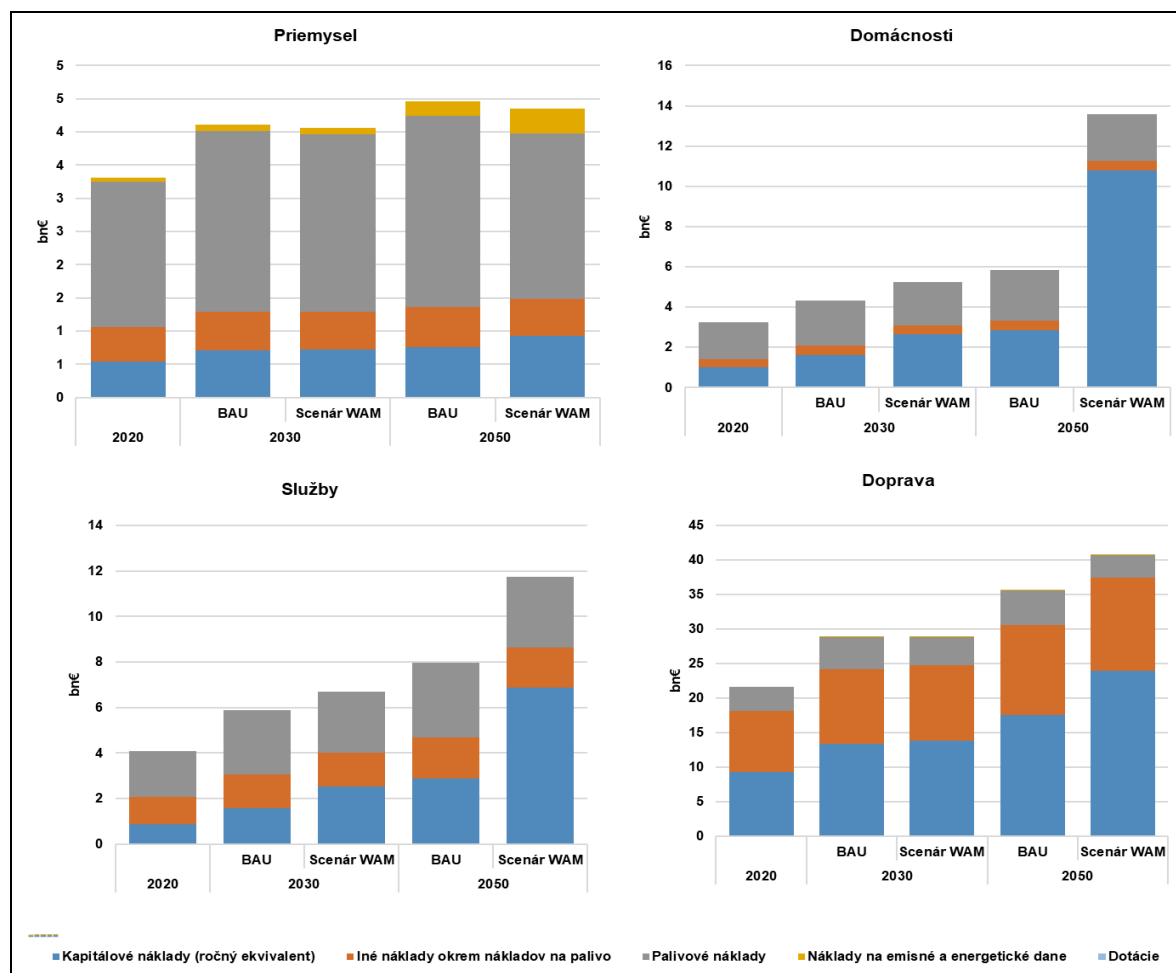 Priemysel
5
5
4
4
3
3
2
2
1
1
0
bn€
BAU Scenár WAM BAU Scenár WAM
2020 2030 2050
Domácnosti
16
14
12
10
8
6
4
2
0
bn€
BAU Scenár WAM BAU Scenár WAM
2020 2030 2050
Služby
14
12
10
8
6
4
2
0
bn€
BAU Scenár WAM BAU Scenár WAM
2020 2030 2050
Doprava
45
40
35
30
25
20
15
10
5
0
bn€
BAU Scenár WAM BAU Scenár WAM
2020 2030 2050
Kapitálové náklady (ročný ekvivalent) Iné náklady okrem nákladov na palivo Palivové náklady Náklady na emisné a energetické dane Dotácie